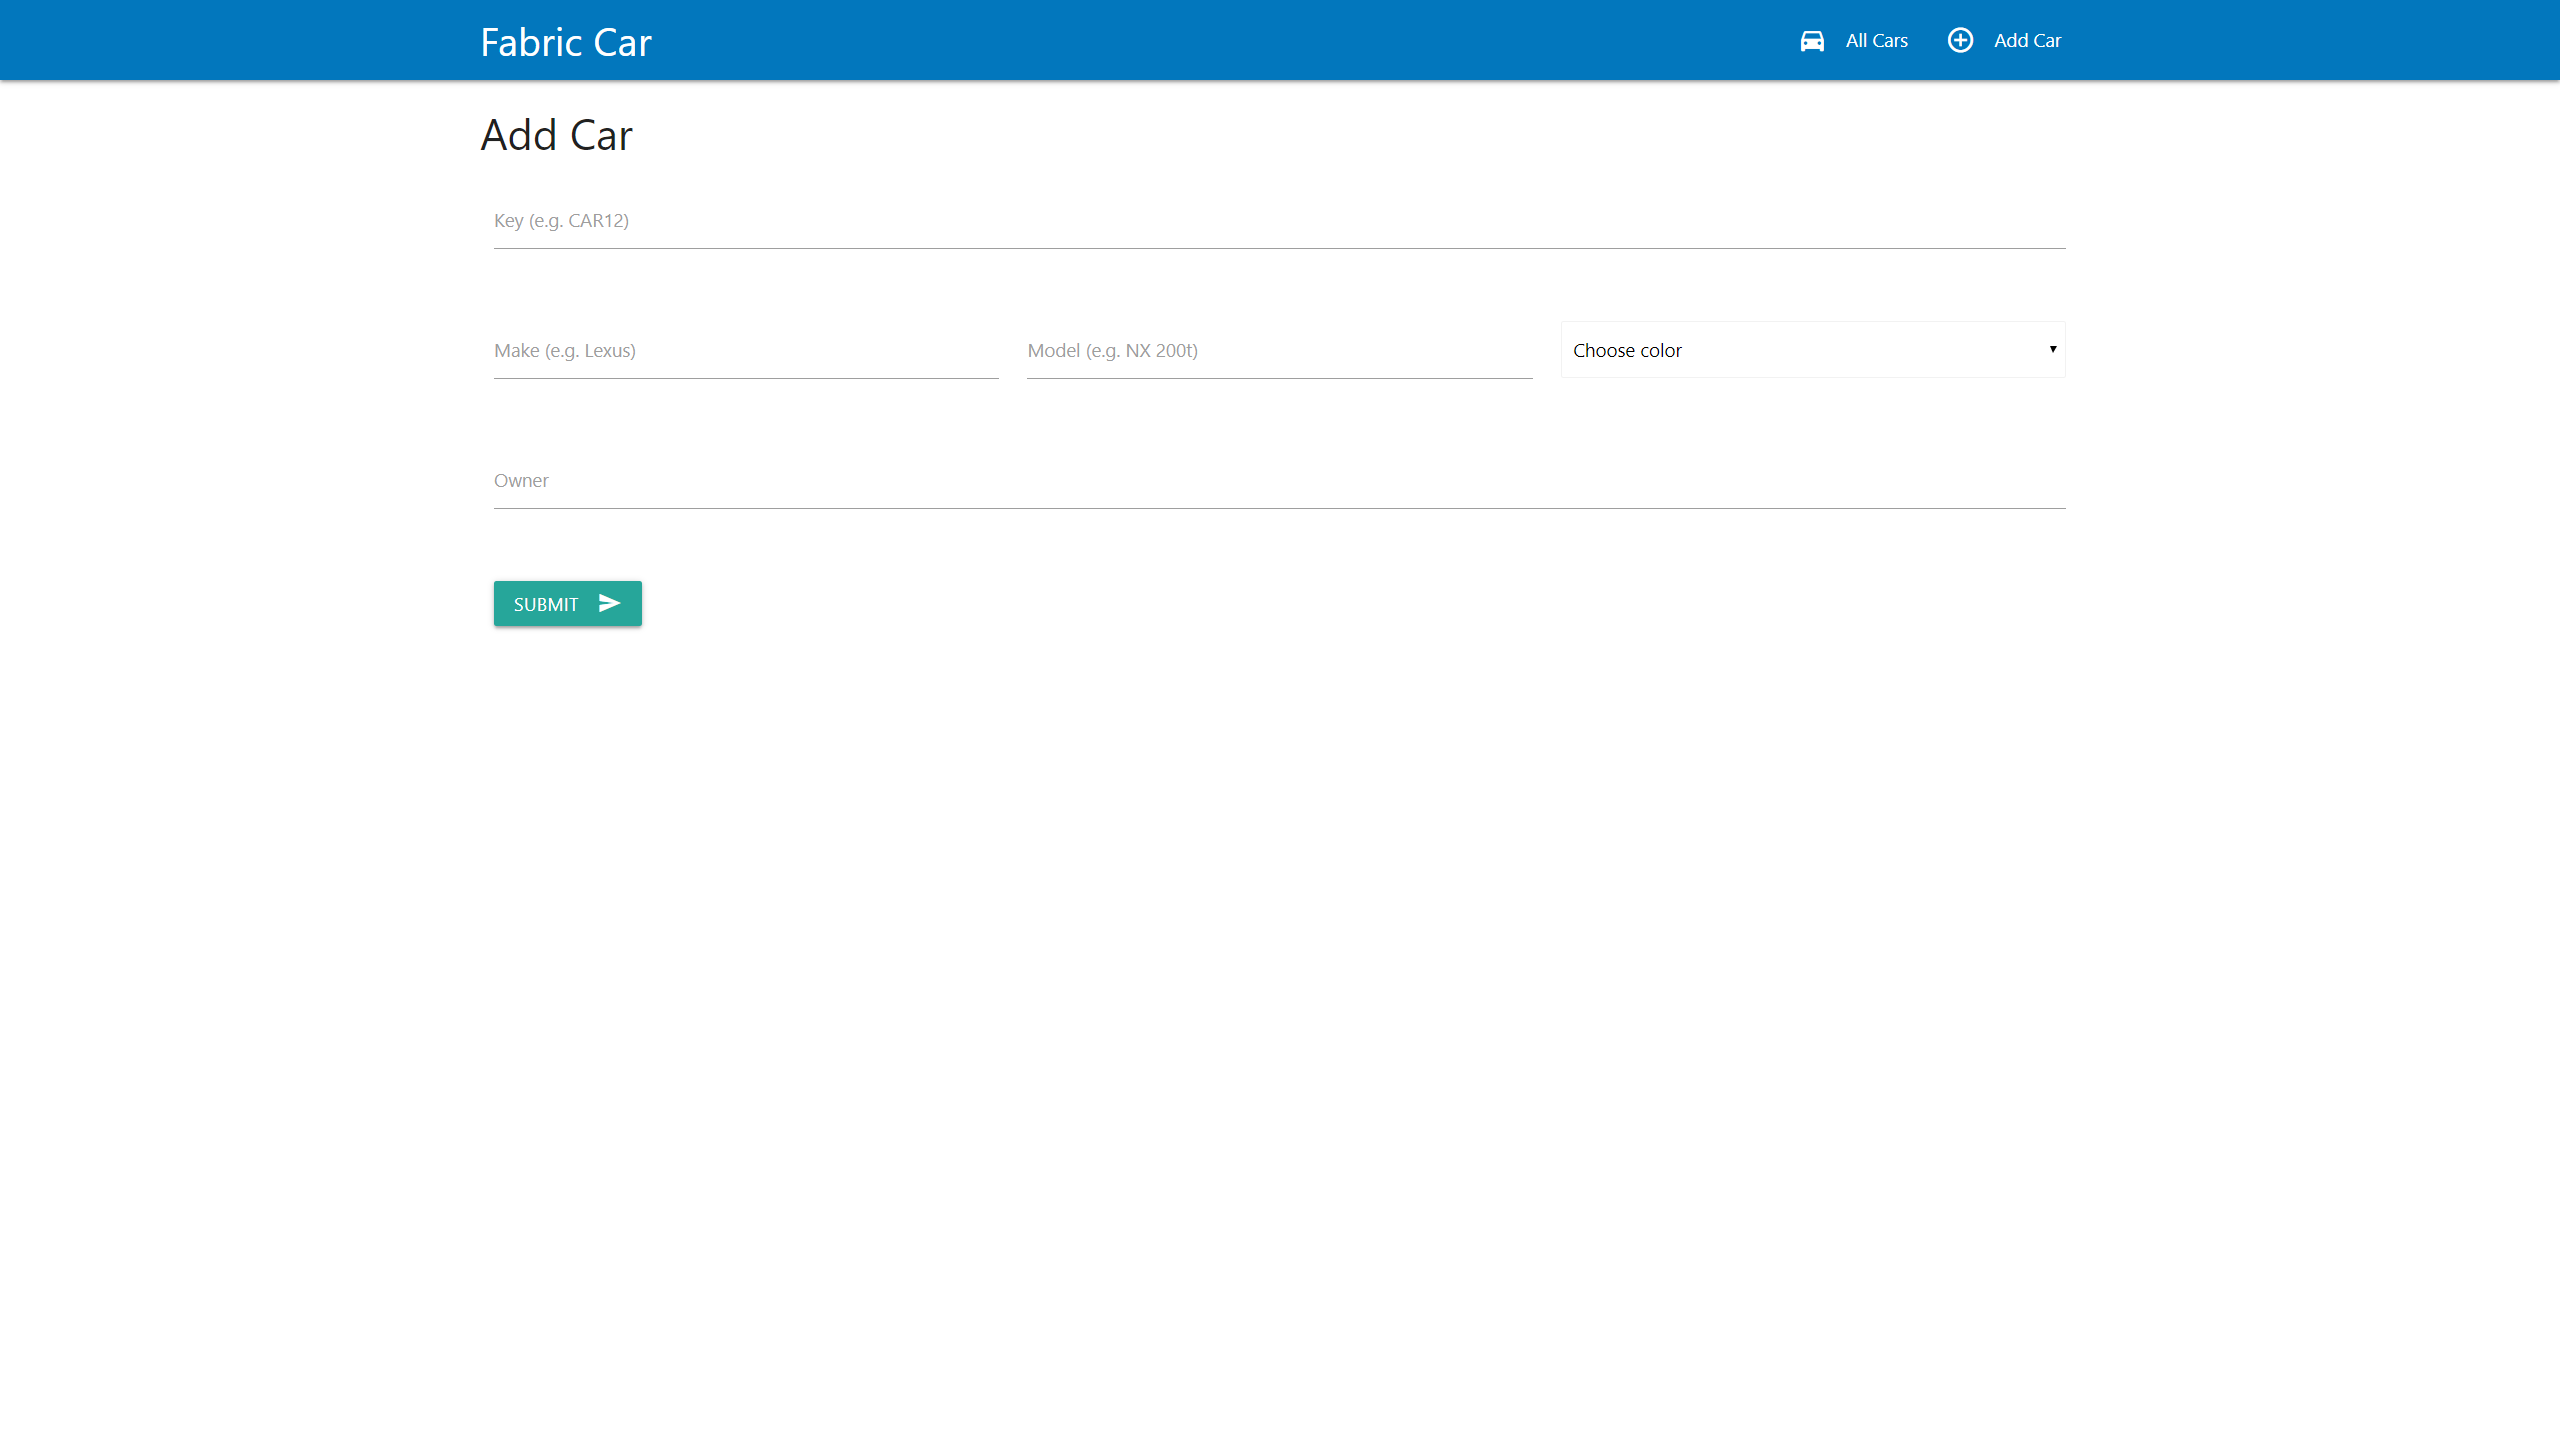 Fabric Car
All Cars
Add Car
Add Car
Key (e.g. CAR12)
Make (e.g. Lexus)
Model (e.g. NX 200t)
Choose color
Owner
SUBMIT